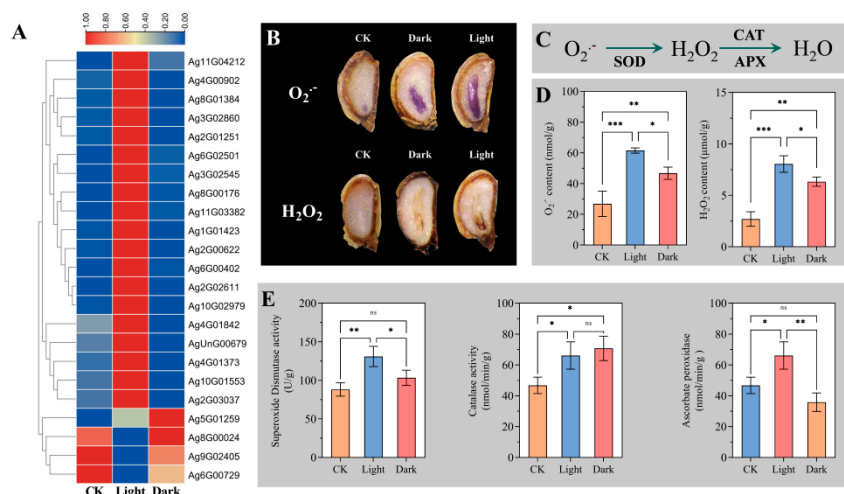 A
1.00 0.80 0.60 0.40 0.20 0.00
Ag11G04212
Ag4G00902
Ag8G01384
Ag3G02860
Ag2G01251
Ag6G02501
Ag3G02545
Ag8G00176
Ag11G03382
Ag1G01423
Ag2G00622
Ag6G00402
Ag2G02611
Ag10G02979
Ag4G01842
AgUnG00679
Ag4G01373
Ag10G01553
Ag2G03037
Ag5G01259
Ag8G00024
Ag9G02405
Ag6G00729
CK Light Dark
B
CK Dark Light
O₂·⁻
CK Dark Light
H₂O₂
C
O₂·⁻ SOD H₂O₂ CAT APX H₂O
D
O₂·⁻ content (nmol/g)
100
80
60
40
20
0
**
***
*
CK Light Dark
H₂O₂ content (μmol/g)
15
10
5
0
**
***
*
CK Light Dark
E
Superoxide Dismutase activity
(U/g)
200
150
100
50
0
ns
**
*
CK Light Dark
Catalase activity
(nmol/min/g)
100
80
60
40
20
0
*
*
ns
CK Light Dark
Ascorbate peroxidase
(nmol/min/g )
100
80
60
40
20
0
ns
*
**
CK Light Dark